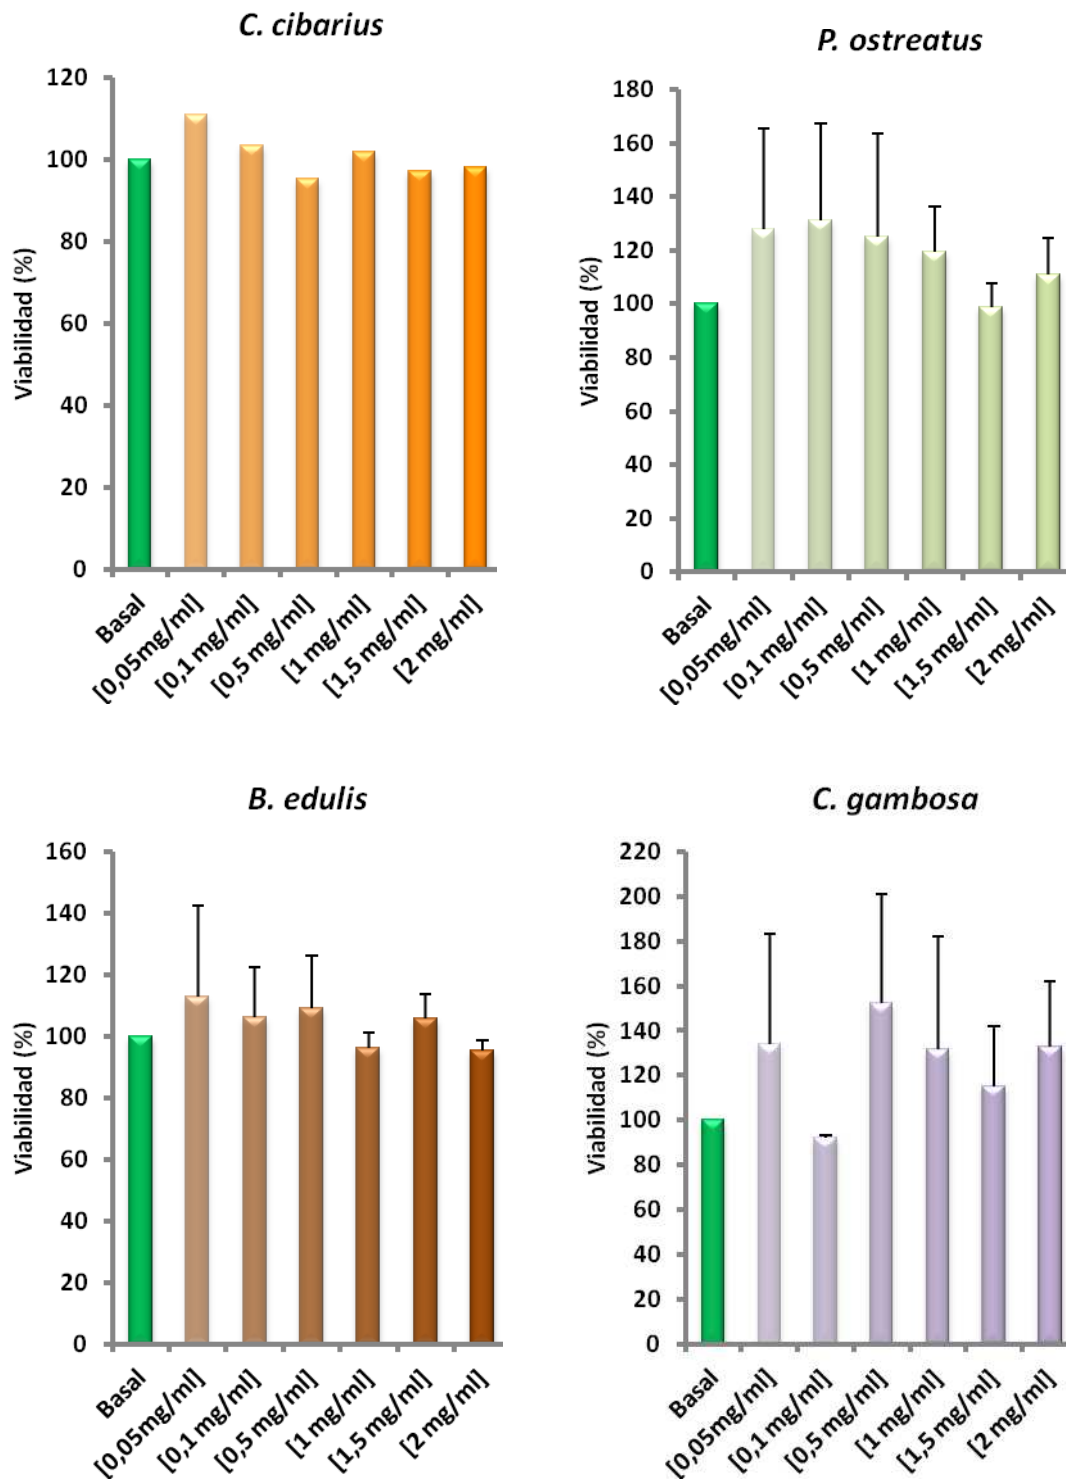 C. cibarius
Viabilidad (%)
120
100
80
60
40
20
0
Basal
[0,05mg/ml]
[0,1 mg/ml]
[0,5 mg/ml]
[1 mg/ml]
[1,5 mg/ml]
[2 mg/ml]
P. ostreatus
Viabilidad (%)
180
160
140
120
100
80
60
40
20
0
Basal
[0,05mg/ml]
[0,1 mg/ml]
[0,5 mg/ml]
[1 mg/ml]
[1,5 mg/ml]
[2 mg/ml]
B. edulis
Viabilidad (%)
160
140
120
100
80
60
40
20
0
Basal
[0,05mg/ml]
[0,1 mg/ml]
[0,5 mg/ml]
[1 mg/ml]
[1,5 mg/ml]
[2 mg/ml]
C. gambosa
Viabilidad (%)
220
200
180
160
140
120
100
80
60
40
20
0
Basal
[0,05mg/ml]
[0,1 mg/ml]
[0,5 mg/ml]
[1 mg/ml]
[1,5 mg/ml]
[2 mg/ml]